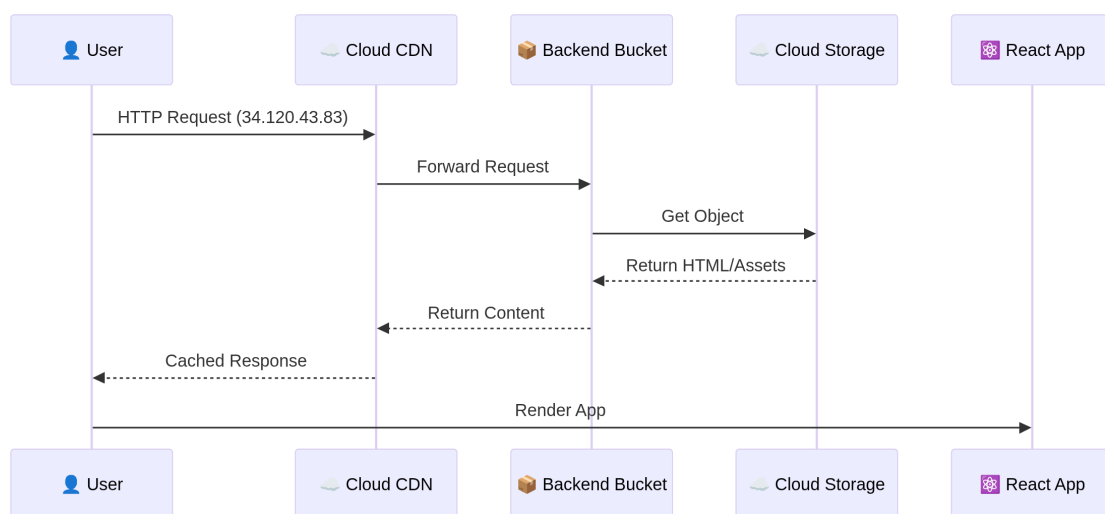 👤 User
☁️ Cloud CDN
📦 Backend Bucket
☁️ Cloud Storage
⚛️ React App
HTTP Request (34.120.43.83)
Forward Request
Get Object
Return HTML/Assets
Return Content
Cached Response
Render App
👤 User
☁️ Cloud CDN
📦 Backend Bucket
☁️ Cloud Storage
⚛️ React App